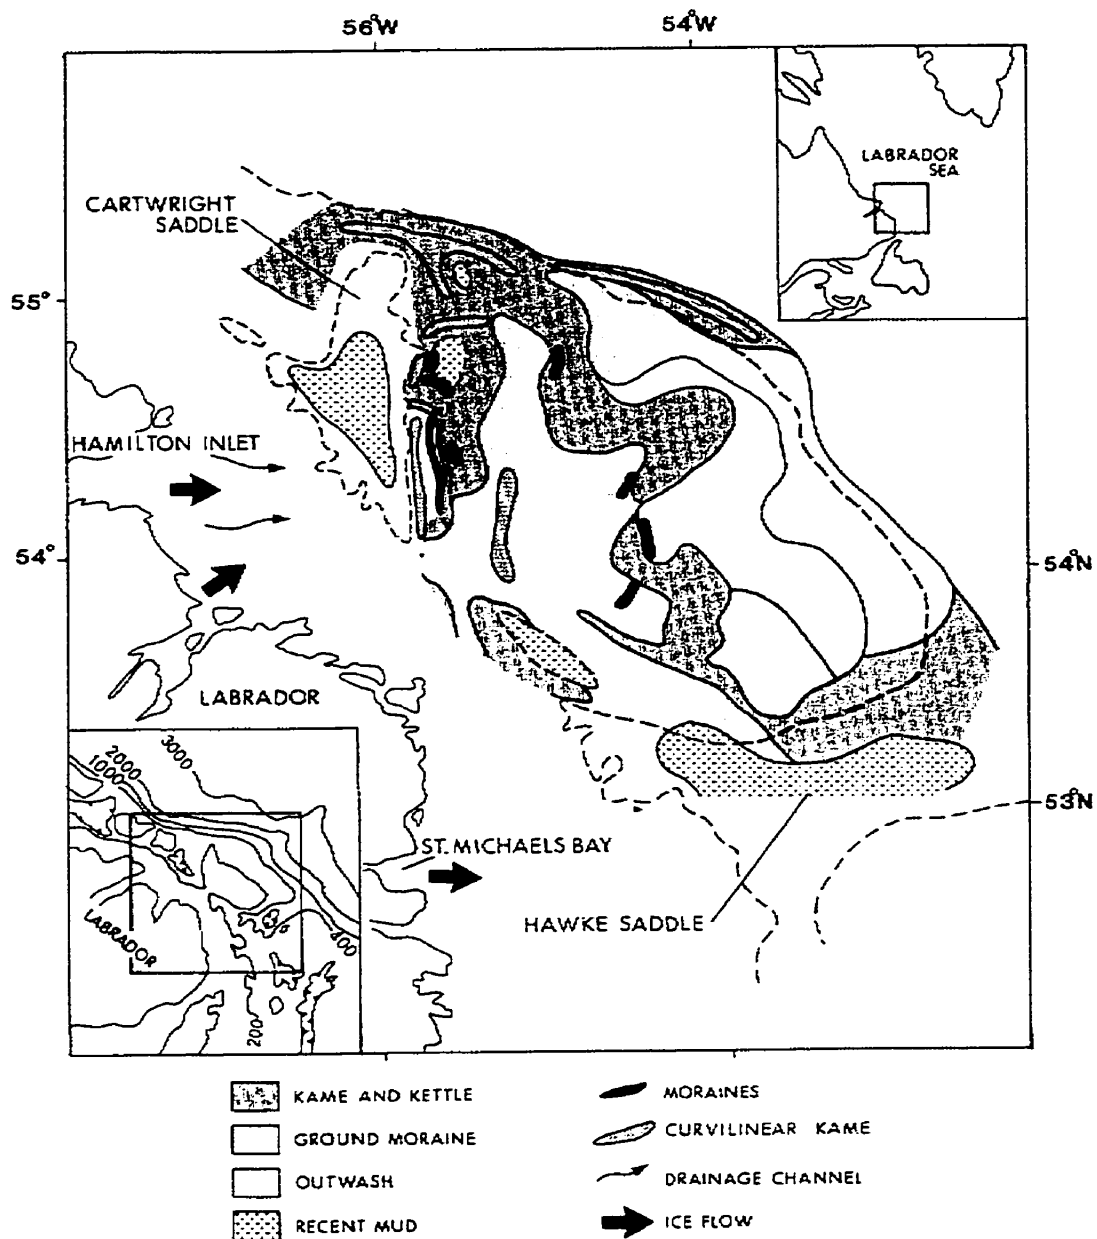 56°W
54°W
LABRADOR
SEA
CARTWRIGHT
SADDLE
55°
HAMILTON INLET
54°
54°N
LABRADOR
3000
2000
1000
53°N
ST. MICHAELS BAY
LABRADOR
HAWKE SADDLE
400
200
KAME AND KETTLE
GROUND MORAINE
OUTWASH
RECENT MUD
MORAINES
CURVILINEAR KAME
DRAINAGE CHANNEL
ICE FLOW